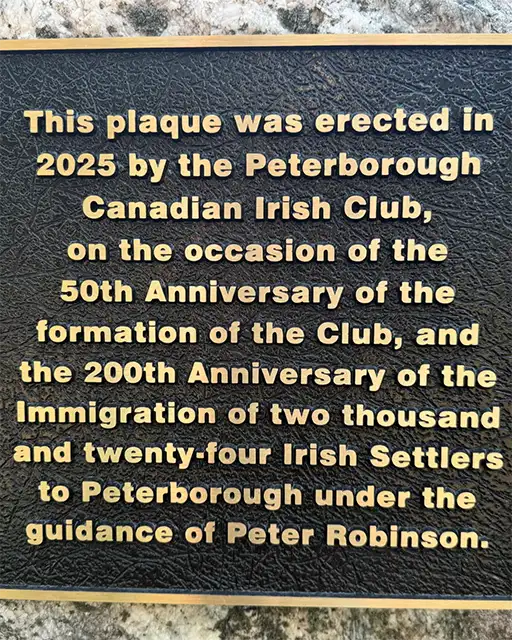 This plaque was erected in
2025 by the Peterborough
Canadian Irish Club,
on the occasion of the
50th Anniversary of the
formation of the Club, and
the 200th Anniversary of the
Immigration of two thousand
and twenty-four Irish Settlers
to Peterborough under the
guidance of Peter Robinson.